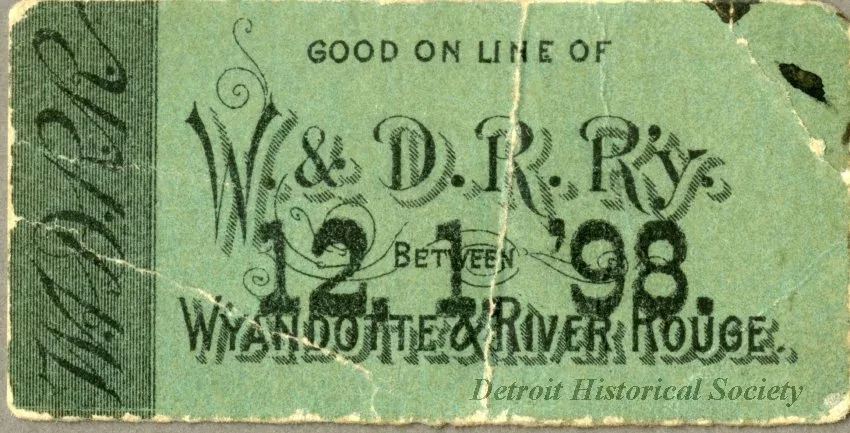 GOOD ON LINE OF
W. & D. R. R'y.
12. 1 '98.
BETWEEN
WYANDOTTE & RIVER ROUGE.
W.D.R.R.
Detroit Historical Society